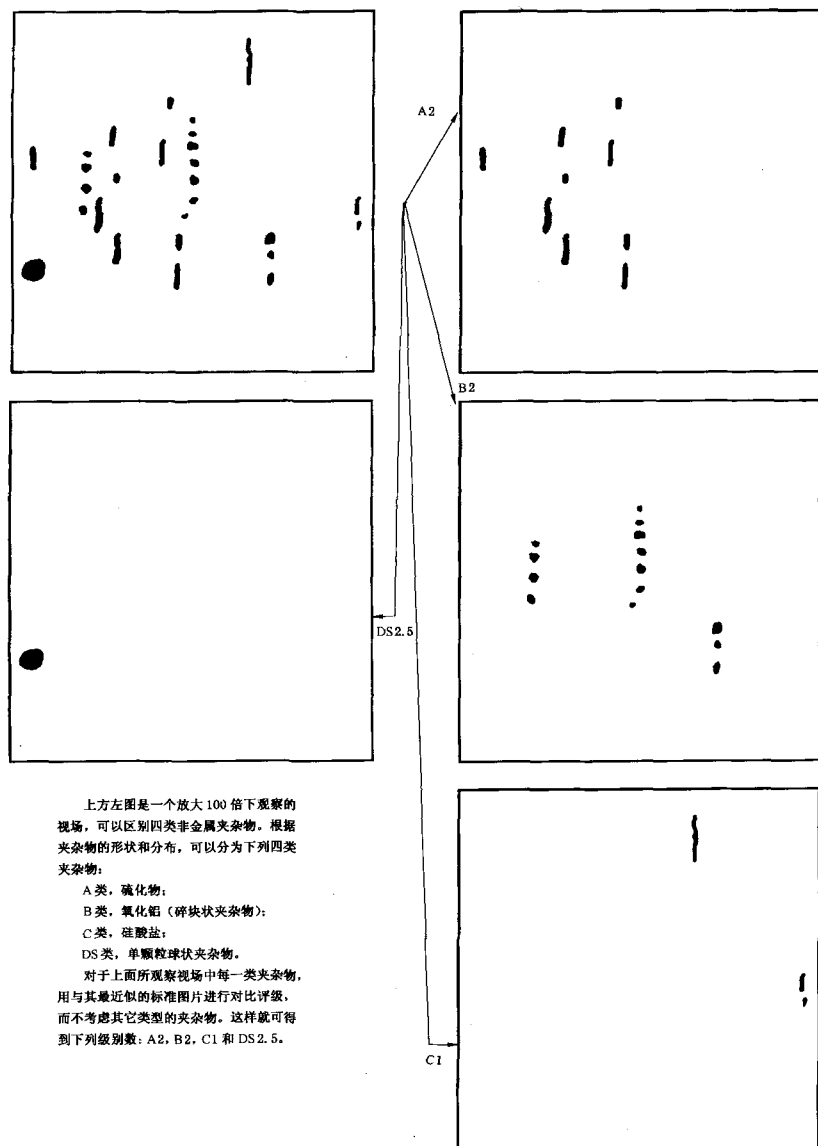 A2
B2
DS2.5
上方左图是一个放大100倍下观察的
视场，可以区别四类非金属夹杂物。根据
夹杂物的形状和分布，可以分为下列四类
夹杂物：
A类，硫化物；
B类，氧化铝（碎块状夹杂物）；
C类，硅酸盐；
DS类，单颗粒球状夹杂物。
对于上面所观察视场中每一类夹杂物，
用与其最近似的标准图片进行对比评级，
而不考虑其它类型的夹杂物。这样就可得
到下列级别数：A2，B2，C1和DS2.5。
C1